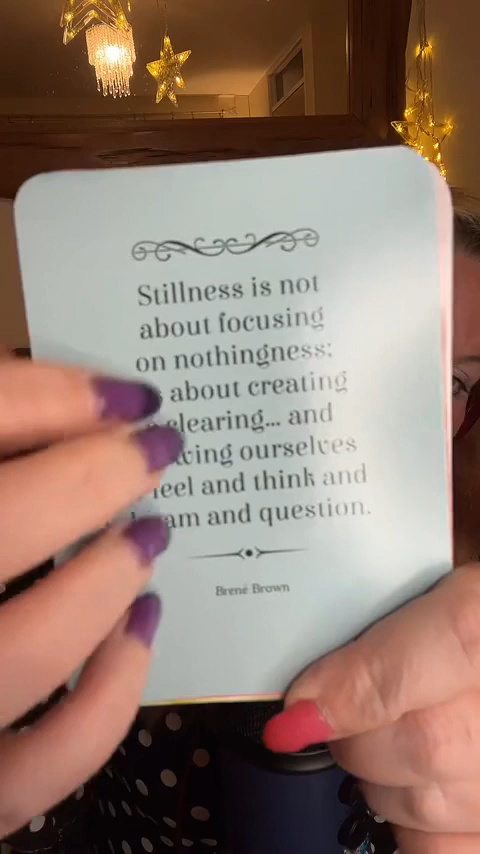 Stillness is not
about focusing
on nothingness;
about creating
clearing... and
ourselves
feel and think and
and question.
Brené Brown